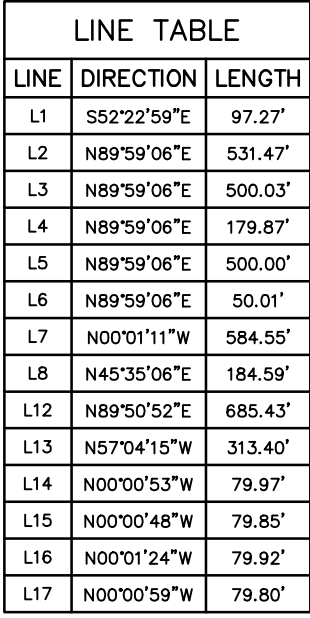 LINE TABLE
LINE DIRECTION LENGTH
L1 S52°22'59"E 97.27'
L2 N89°59'06"E 531.47'
L3 N89°59'06"E 500.03'
L4 N89°59'06"E 179.87'
L5 N89°59'06"E 500.00'
L6 N89°59'06"E 50.01'
L7 N00°01'11"W 584.55'
L8 N45°35'06"E 184.59'
L12 N89°50'52"E 685.43'
L13 N57°04'15"W 313.40'
L14 N00°00'53"W 79.97'
L15 N00°00'48"W 79.85'
L16 N00°01'24"W 79.92'
L17 N00°00'59"W 79.80'